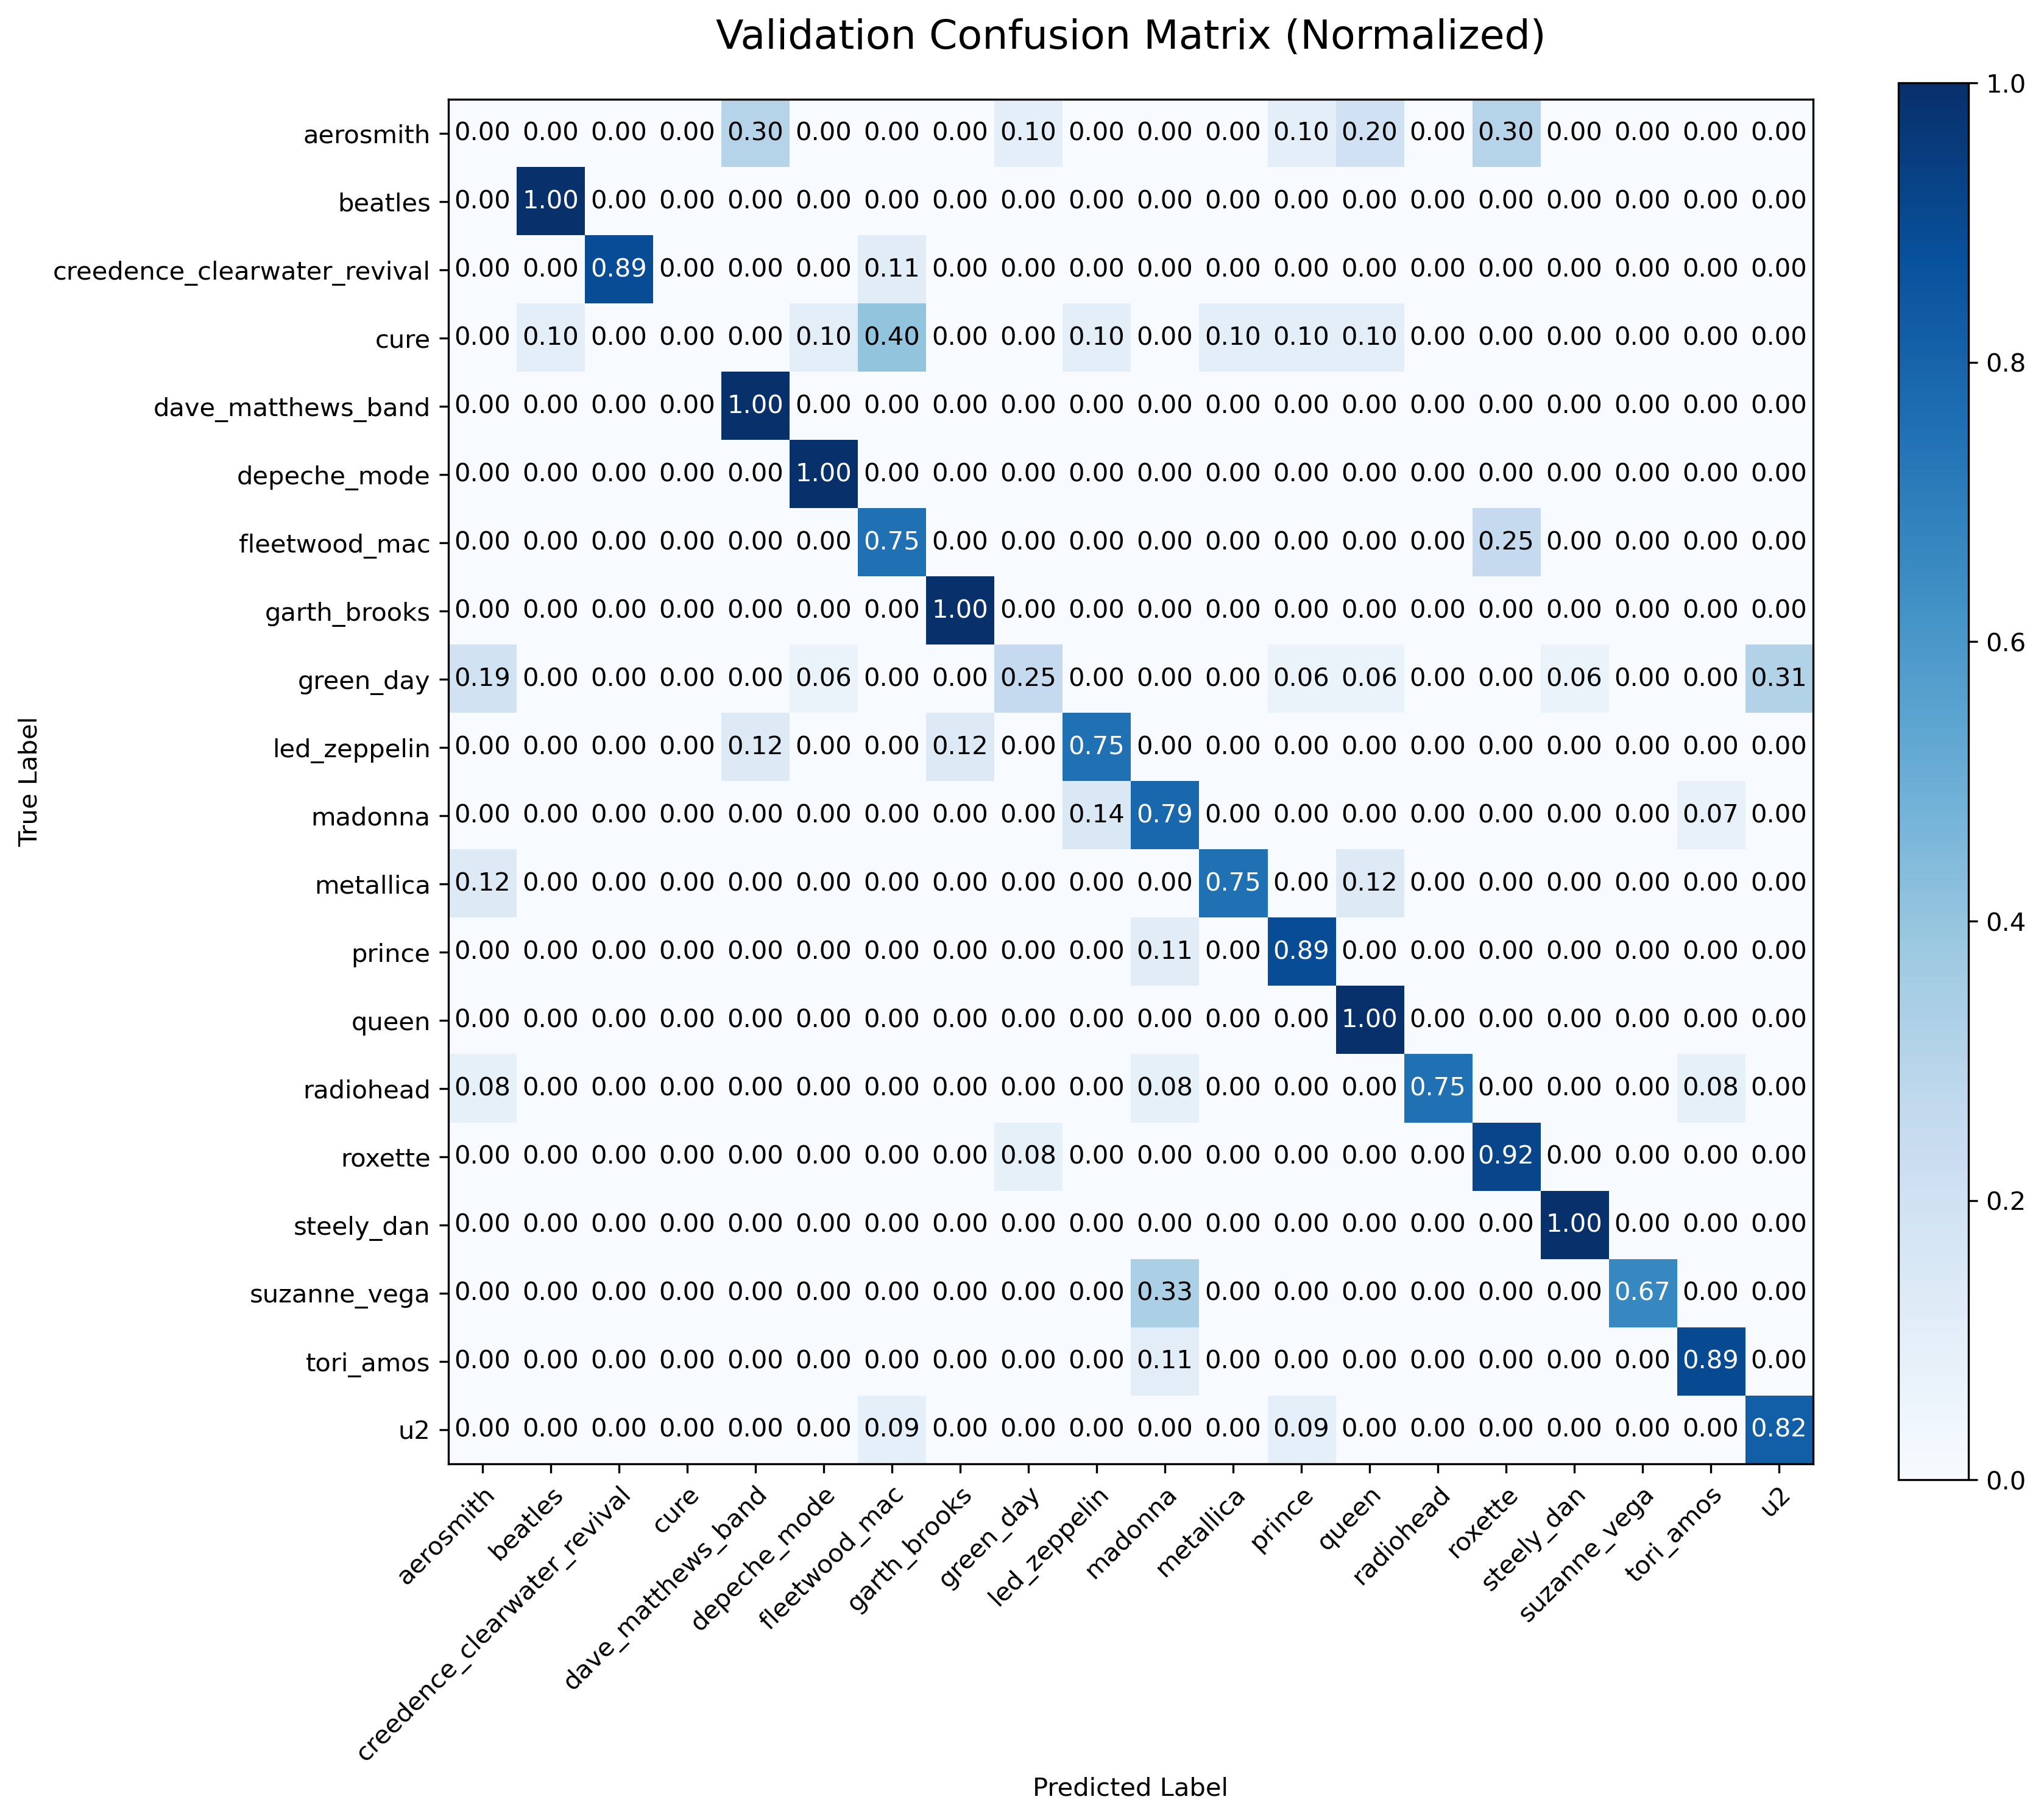 Validation Confusion Matrix (Normalized)
True Label
aerosmith 0.00 0.00 0.00 0.00 0.30 0.00 0.00 0.00 0.10 0.00 0.00 0.00 0.10 0.20 0.00 0.30 0.00 0.00 0.00 0.00
beatles 0.00 1.00 0.00 0.00 0.00 0.00 0.00 0.00 0.00 0.00 0.00 0.00 0.00 0.00 0.00 0.00 0.00 0.00 0.00 0.00
creedence_clearwater_revival 0.00 0.00 0.89 0.00 0.00 0.00 0.11 0.00 0.00 0.00 0.00 0.00 0.00 0.00 0.00 0.00 0.00 0.00 0.00 0.00
cure 0.00 0.10 0.00 0.00 0.00 0.10 0.40 0.00 0.00 0.10 0.00 0.10 0.10 0.10 0.00 0.00 0.00 0.00 0.00 0.00
dave_matthews_band 0.00 0.00 0.00 0.00 1.00 0.00 0.00 0.00 0.00 0.00 0.00 0.00 0.00 0.00 0.00 0.00 0.00 0.00 0.00 0.00
depeche_mode 0.00 0.00 0.00 0.00 0.00 1.00 0.00 0.00 0.00 0.00 0.00 0.00 0.00 0.00 0.00 0.00 0.00 0.00 0.00 0.00
fleetwood_mac 0.00 0.00 0.00 0.00 0.00 0.00 0.75 0.00 0.00 0.00 0.00 0.00 0.00 0.00 0.00 0.25 0.00 0.00 0.00 0.00
garth_brooks 0.00 0.00 0.00 0.00 0.00 0.00 0.00 1.00 0.00 0.00 0.00 0.00 0.00 0.00 0.00 0.00 0.00 0.00 0.00 0.00
green_day 0.19 0.00 0.00 0.00 0.00 0.06 0.00 0.00 0.25 0.00 0.00 0.00 0.06 0.06 0.00 0.00 0.06 0.00 0.00 0.31
led_zeppelin 0.00 0.00 0.00 0.00 0.12 0.00 0.00 0.12 0.00 0.75 0.00 0.00 0.00 0.00 0.00 0.00 0.00 0.00 0.00 0.00
madonna 0.00 0.00 0.00 0.00 0.00 0.00 0.00 0.00 0.00 0.14 0.79 0.00 0.00 0.00 0.00 0.00 0.00 0.00 0.07 0.00
metallica 0.12 0.00 0.00 0.00 0.00 0.00 0.00 0.00 0.00 0.00 0.00 0.75 0.00 0.12 0.00 0.00 0.00 0.00 0.00 0.00
prince 0.00 0.00 0.00 0.00 0.00 0.00 0.00 0.00 0.00 0.00 0.11 0.00 0.89 0.00 0.00 0.00 0.00 0.00 0.00 0.00
queen 0.00 0.00 0.00 0.00 0.00 0.00 0.00 0.00 0.00 0.00 0.00 0.00 0.00 1.00 0.00 0.00 0.00 0.00 0.00 0.00
radiohead 0.08 0.00 0.00 0.00 0.00 0.00 0.00 0.00 0.00 0.00 0.08 0.00 0.00 0.00 0.75 0.00 0.00 0.00 0.08 0.00
roxette 0.00 0.00 0.00 0.00 0.00 0.00 0.00 0.00 0.08 0.00 0.00 0.00 0.00 0.00 0.00 0.92 0.00 0.00 0.00 0.00
steely_dan 0.00 0.00 0.00 0.00 0.00 0.00 0.00 0.00 0.00 0.00 0.00 0.00 0.00 0.00 0.00 0.00 1.00 0.00 0.00 0.00
suzanne_vega 0.00 0.00 0.00 0.00 0.00 0.00 0.00 0.00 0.00 0.00 0.33 0.00 0.00 0.00 0.00 0.00 0.00 0.67 0.00 0.00
tori_amos 0.00 0.00 0.00 0.00 0.00 0.00 0.00 0.00 0.00 0.00 0.11 0.00 0.00 0.00 0.00 0.00 0.00 0.00 0.89 0.00
u2 0.00 0.00 0.00 0.00 0.00 0.00 0.09 0.00 0.00 0.00 0.00 0.00 0.09 0.00 0.00 0.00 0.00 0.00 0.00 0.82
aerosmith
beatles
creedence_clearwater_revival
cure
dave_matthews_band
depeche_mode
fleetwood_mac
garth_brooks
green_day
led_zeppelin
madonna
metallica
prince
queen
radiohead
roxette
steely_dan
suzanne_vega
tori_amos
u2
Predicted Label
1.0
0.8
0.6
0.4
0.2
0.0